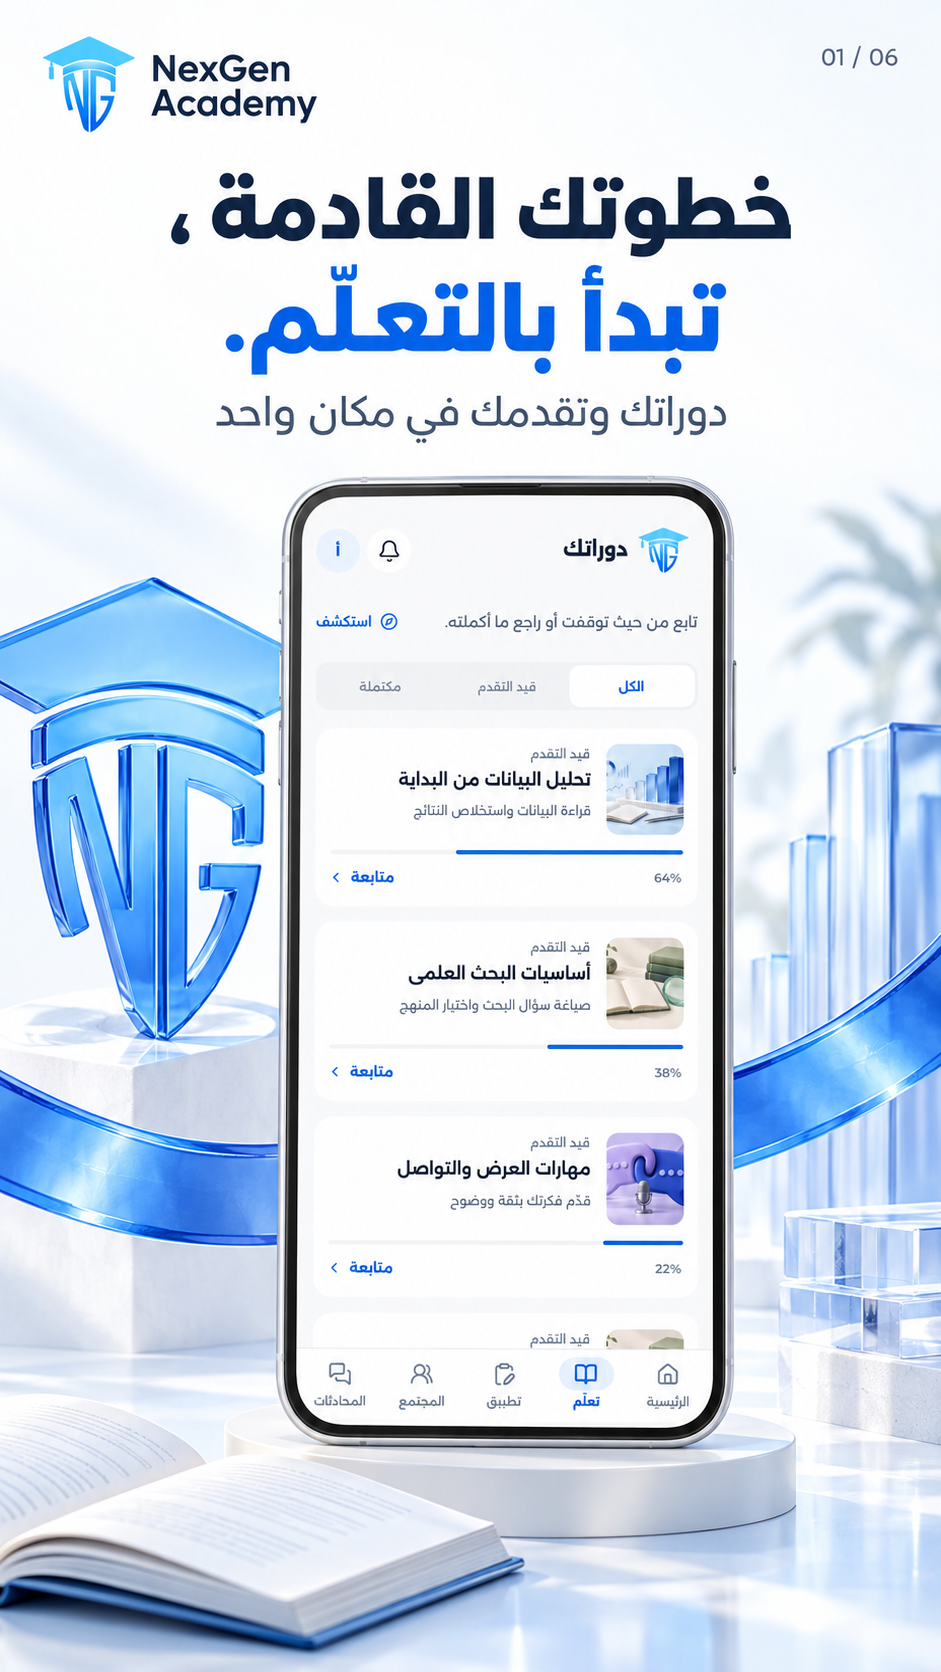 NexGen
Academy
01 / 06
خطوتك القادمة ،
تبدأ بالتعلّم.
دوراتك وتقدمك في مكان واحد
NG
دوراتك
أ
تابع من حيث توقفت أو راجع ما أكملته.
استكشف
الكل
قيد التقدم
مكتملة
قيد التقدم
تحليل البيانات من البداية
قراءة البيانات واستخلاص النتائج
64%
متابعة
قيد التقدم
أساسيات البحث العلمي
صياغة سؤال البحث واختيار المنهج
38%
متابعة
قيد التقدم
مهارات العرض والتواصل
قدّم فكرتك بثقة ووضوح
22%
متابعة
قيد التقدم
الرئيسية
تعلّم
تطبيق
المجتمع
المحادثات
NG
NG